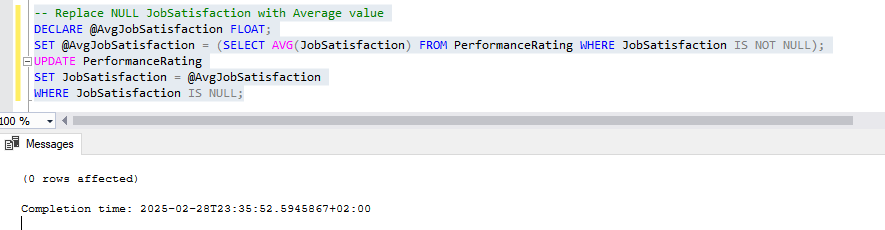 -- Replace NULL JobSatisfaction with Average value
DECLARE @AvgJobSatisfaction FLOAT;
SET @AvgJobSatisfaction = (SELECT AVG(JobSatisfaction) FROM PerformanceRating WHERE JobSatisfaction IS NOT NULL);
UPDATE PerformanceRating
SET JobSatisfaction = @AvgJobSatisfaction
WHERE JobSatisfaction IS NULL;
100 %
Messages
(0 rows affected)
Completion time: 2025-02-28T23:35:52.5945867+02:00